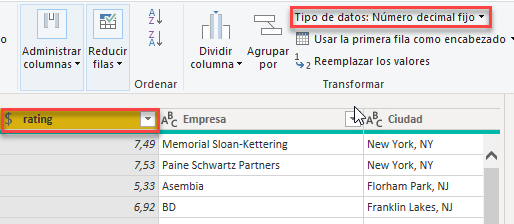 Tipo de datos: Número decimal fijo
Administrar columnas
Reducir filas
Dividir columna
Agrupar por
Usar la primera fila como encabezado
Reemplazar los valores
Ordenar
Transformar
$ rating
ABC Empresa
ABC Ciudad
7,49 Memorial Sloan-Kettering New York, NY
7,53 Paine Schwartz Partners New York, NY
5,33 Asembia Florham Park, NJ
6,92 BD Franklin Lakes, NJ